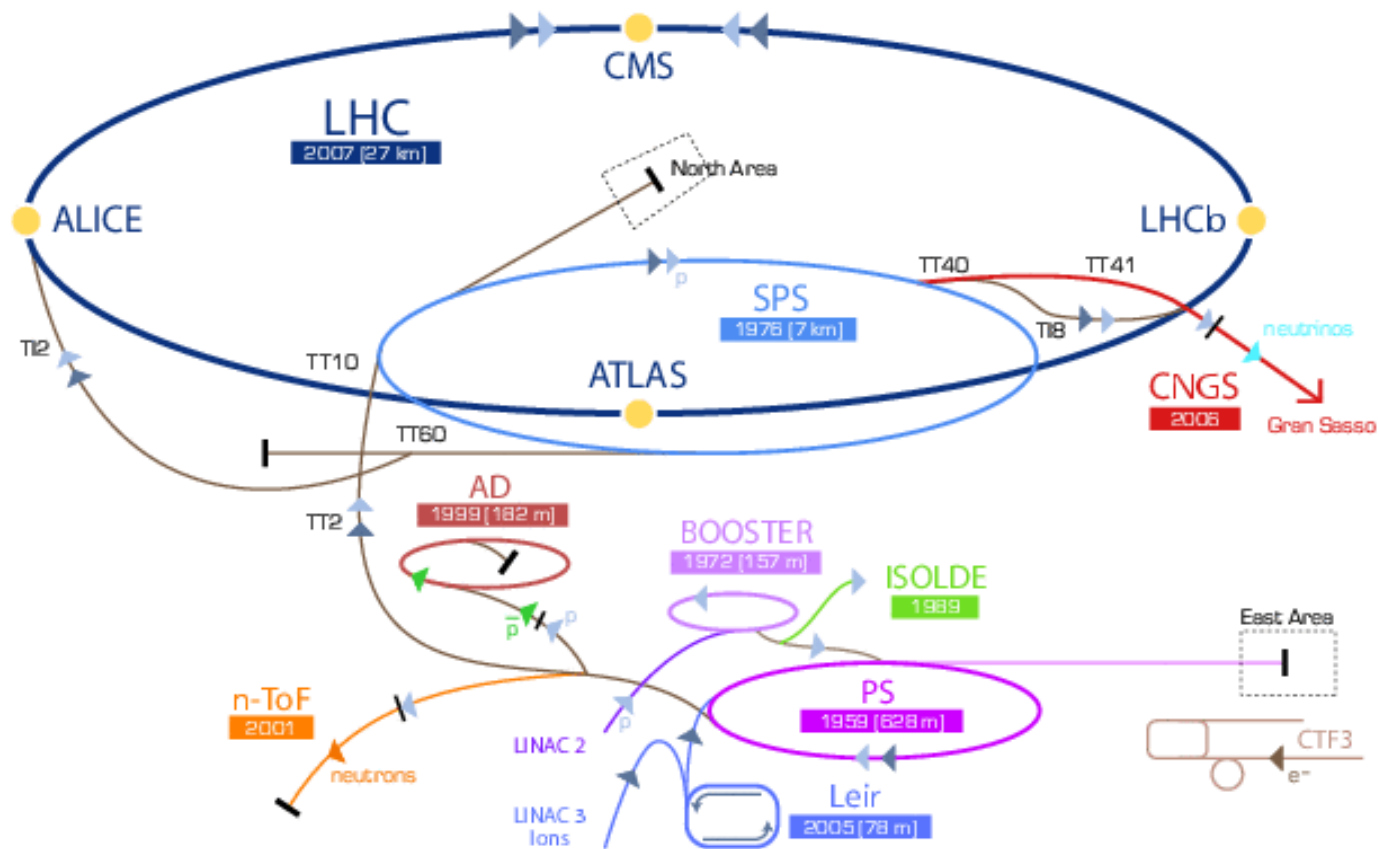 CMS
LHC
2007 [27 km]
North Area
ALICE
LHCb
TT40
TT41
SPS
1976 [7 km]
p
TI8
neutrinos
TI2
TT10
ATLAS
CNGS
2006
Gran Sasso
TT60
AD
1999 [182 m]
TT2
BOOSTER
1972 [157 m]
ISOLDE
1989
p
p̅
East Area
n-ToF
2001
PS
1959 [628 m]
p
LINAC 2
neutrons
CTF3
e-
LINAC 3
Ions
Leir
2005 [78 m]